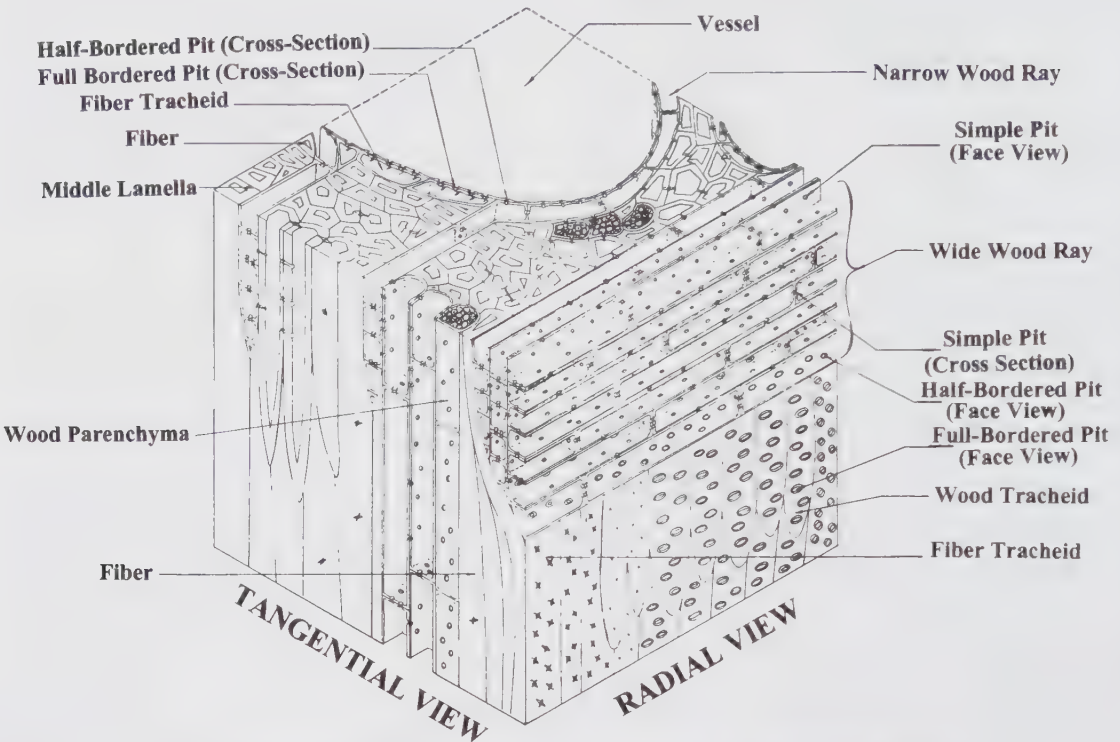 Vessel
Half-Bordered Pit (Cross-Section)
Full Bordered Pit (Cross-Section)
Fiber Tracheid
Fiber
Middle Lamella
Narrow Wood Ray
Simple Pit
(Face View)
Wide Wood Ray
Simple Pit
(Cross Section)
Half-Bordered Pit
(Face View)
Full-Bordered Pit
(Face View)
Wood Tracheid
Fiber Tracheid
Wood Parenchyma
Fiber
TANGENTIAL VIEW
RADIAL VIEW